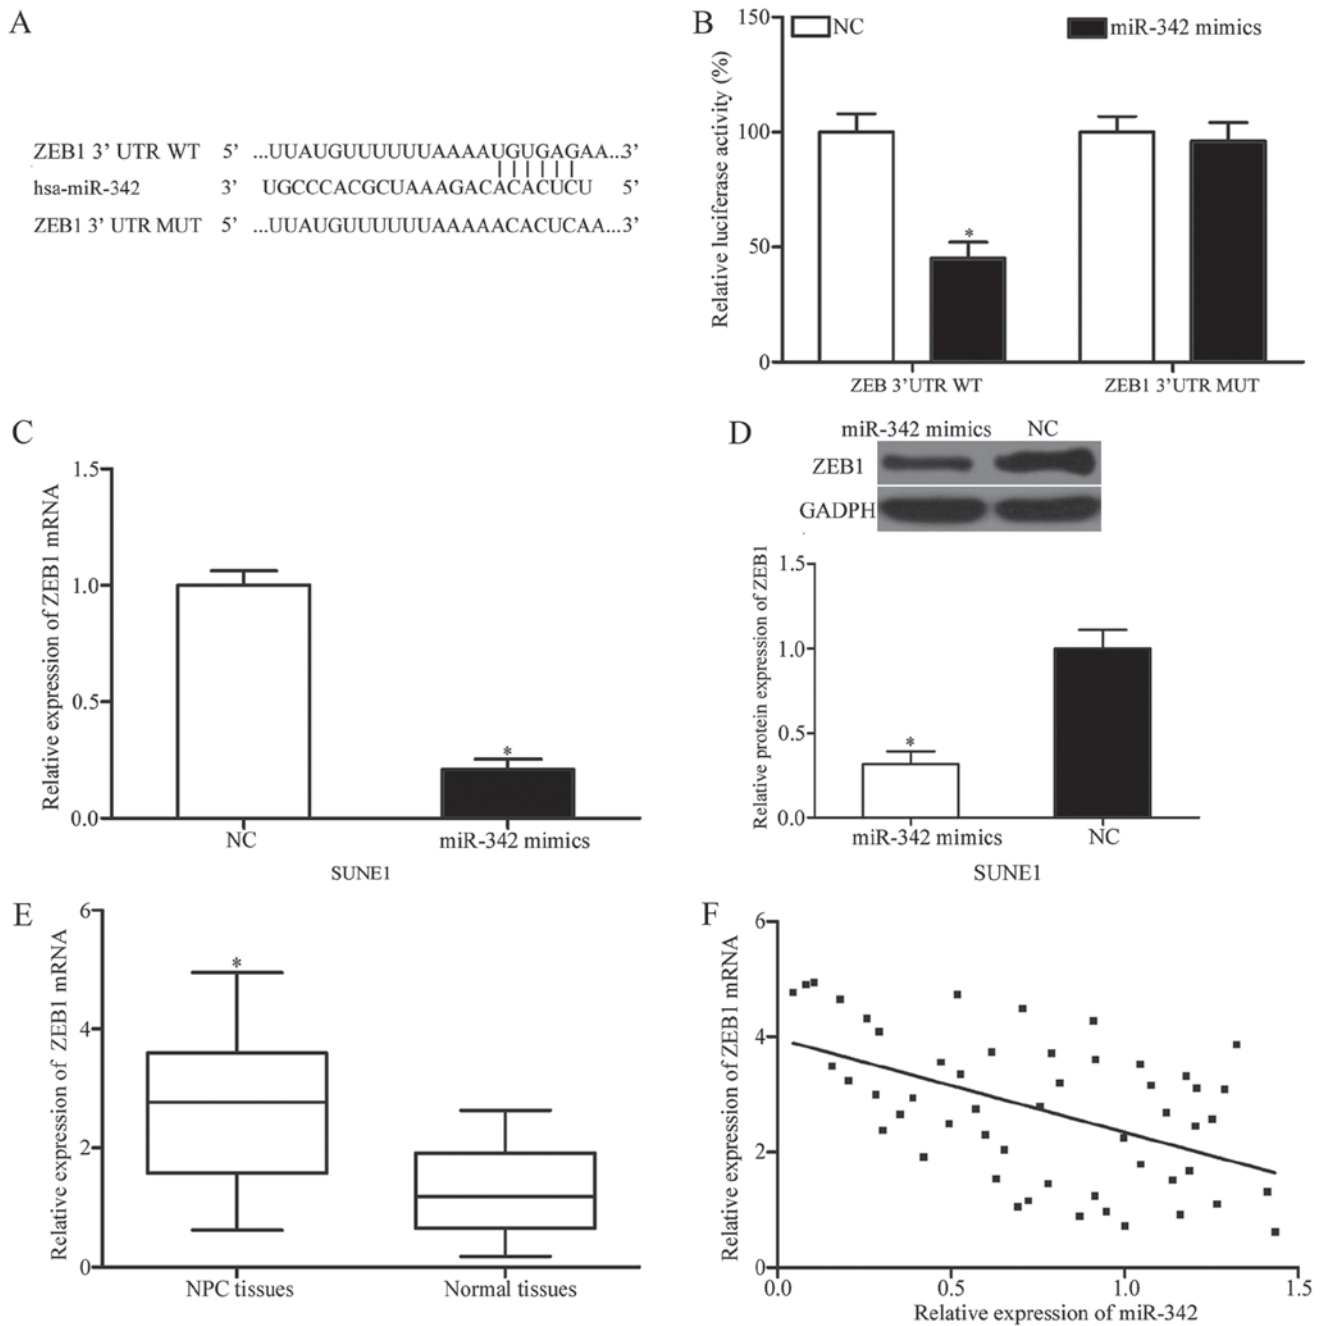 A
ZEB1 3’ UTR WT 5’ ...UUAUGUUUUUUAAAAUGUGAGAA...3’
hsa-miR-342 3’ UGCCCACGCUAAAGACACACUCU 5’
ZEB1 3’ UTR MUT 5’ ...UUAUGUUUUUUAAAAACACUCAA...3’
B
NC miR-342 mimics
Relative luciferase activity (%)
150
100
50
0
*
ZEB 3’UTR WT ZEB1 3’UTR MUT
C
Relative expression of ZEB1 mRNA
1.5
1.0
0.5
0.0
*
NC miR-342 mimics
SUNE1
D
miR-342 mimics NC
ZEB1
GADPH
Relative protein expression of ZEB1
1.5
1.0
0.5
0.0
*
miR-342 mimics NC
SUNE1
E
Relative expression of ZEB1 mRNA
6
4
2
0
*
NPC tissues Normal tissues
F
Relative expression of ZEB1 mRNA
6
4
2
0
0.0 0.5 1.0 1.5
Relative expression of miR-342